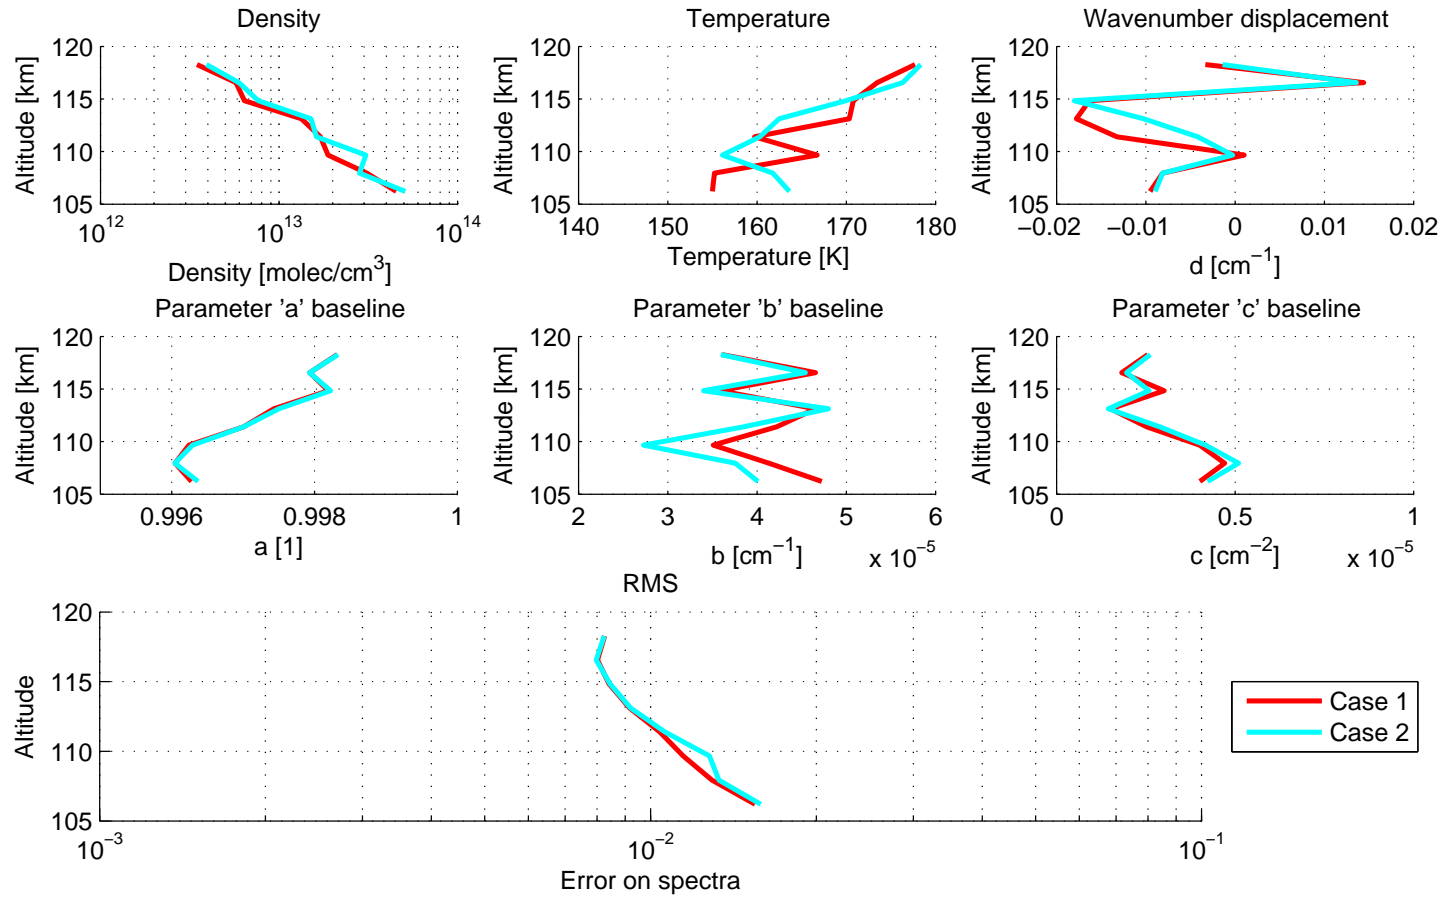 Density
Altitude [km]
120
115
110
105
10^12
10^13
10^14
Density [molec/cm^3]
Temperature
Altitude [km]
120
115
110
105
140
150
160
170
180
Temperature [K]
Wavenumber displacement
Altitude [km]
120
115
110
105
−0.02
−0.01
0
0.01
0.02
d [cm^−1]
Parameter 'a' baseline
Altitude [km]
120
115
110
105
0.996
0.998
1
a [1]
Parameter 'b' baseline
Altitude [km]
120
115
110
105
2
3
4
5
6
b [cm^−1]
x 10^−5
Parameter 'c' baseline
Altitude [km]
120
115
110
105
0
0.5
1
c [cm^−2]
x 10^−5
RMS
Altitude
120
115
110
105
10^−3
10^−2
10^−1
Error on spectra
Case 1
Case 2